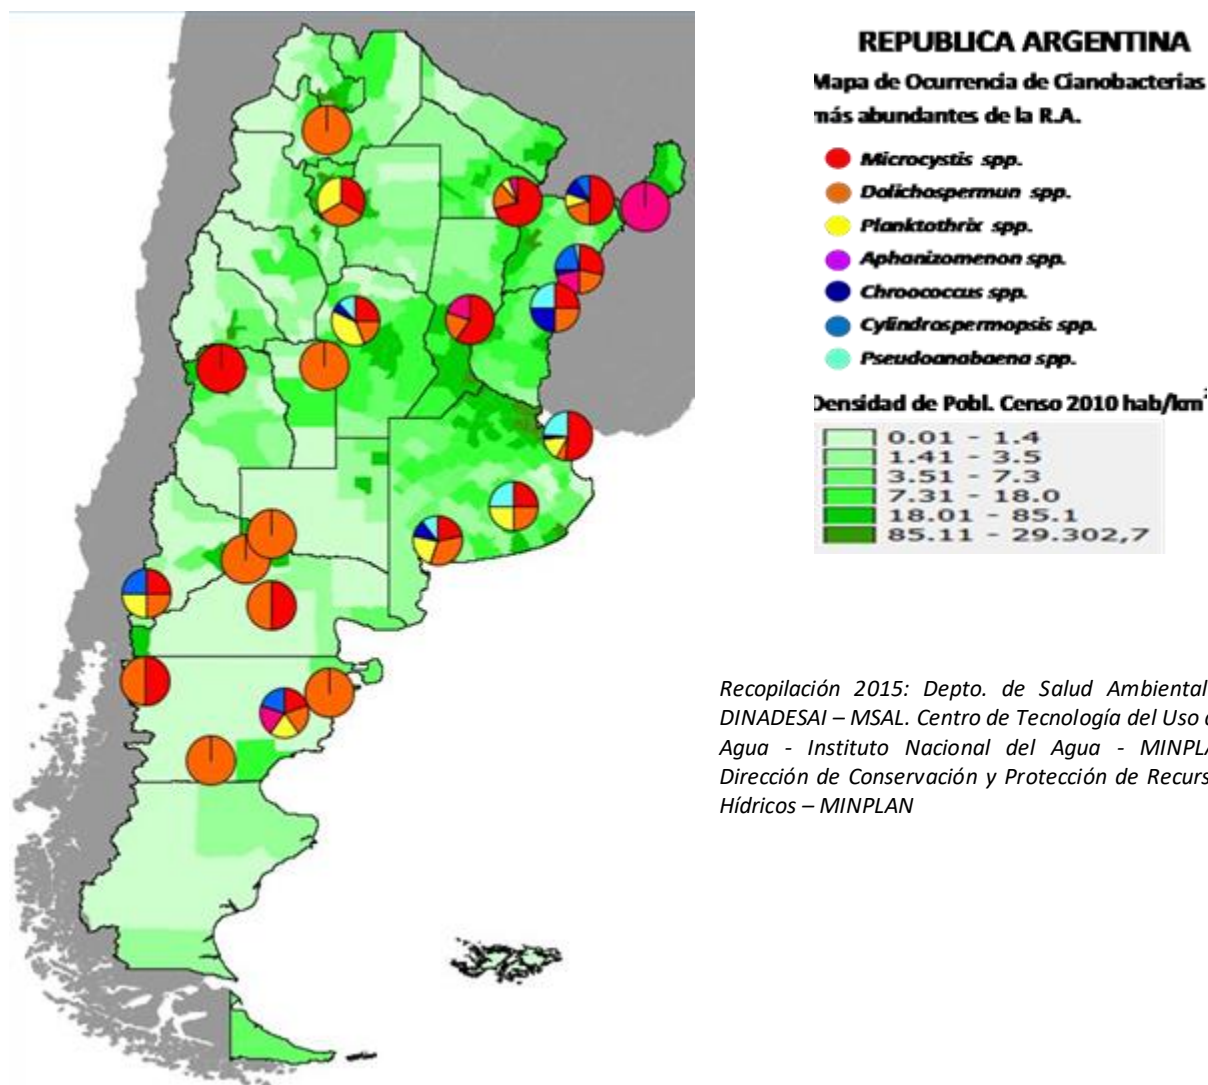 REPUBLICA ARGENTINA
Mapa de Ocurrencia de Cianobacterias
más abundantes de la R.A.
Microcystis spp.
Dolichospermun spp.
Planktothrix spp.
Aphanizomenon spp.
Chroococcus spp.
Cylindrospermopsis spp.
Pseudoanabaena spp.
Densidad de Pobl. Censo 2010 hab/km²
0.01 - 1.4
1.41 - 3.5
3.51 - 7.3
7.31 - 18.0
18.01 - 85.1
85.11 - 29.302,7
Recopilación 2015: Depto. de Salud Ambiental
DINADESAI – MSAL. Centro de Tecnología del Uso
Agua - Instituto Nacional del Agua - MINPLA
Dirección de Conservación y Protección de Recurs
Hídricos – MINPLAN